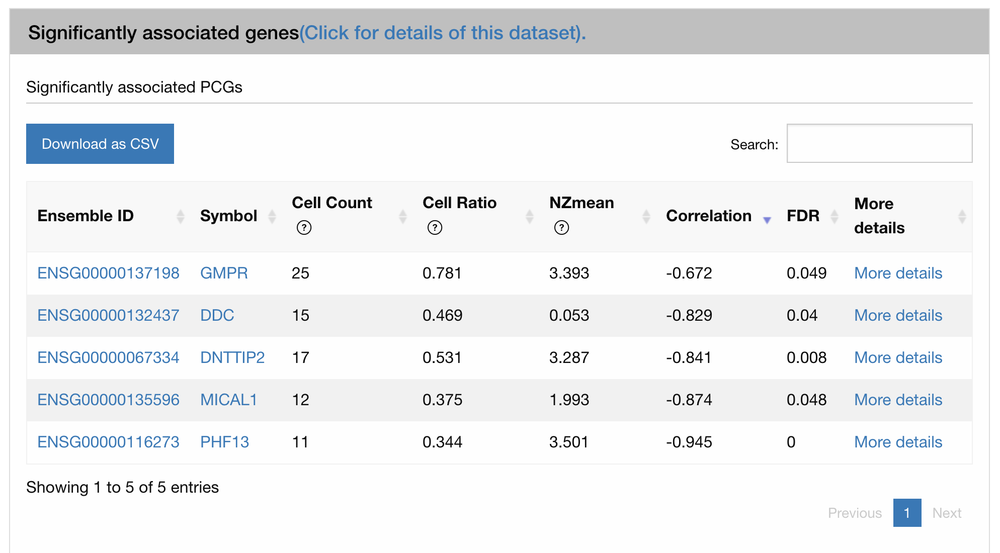 Significantly associated genes(Click for details of this dataset).
Significantly associated PCGs
Download as CSV
Search:
Ensemble ID Symbol Cell Count ? Cell Ratio ? NZmean ? Correlation FDR More details
ENSG00000137198 GMPR 25 0.781 3.393 -0.672 0.049 More details
ENSG00000132437 DDC 15 0.469 0.053 -0.829 0.04 More details
ENSG00000067334 DNTTIP2 17 0.531 3.287 -0.841 0.008 More details
ENSG00000135596 MICAL1 12 0.375 1.993 -0.874 0.048 More details
ENSG00000116273 PHF13 11 0.344 3.501 -0.945 0 More details
Showing 1 to 5 of 5 entries
Previous 1 Next